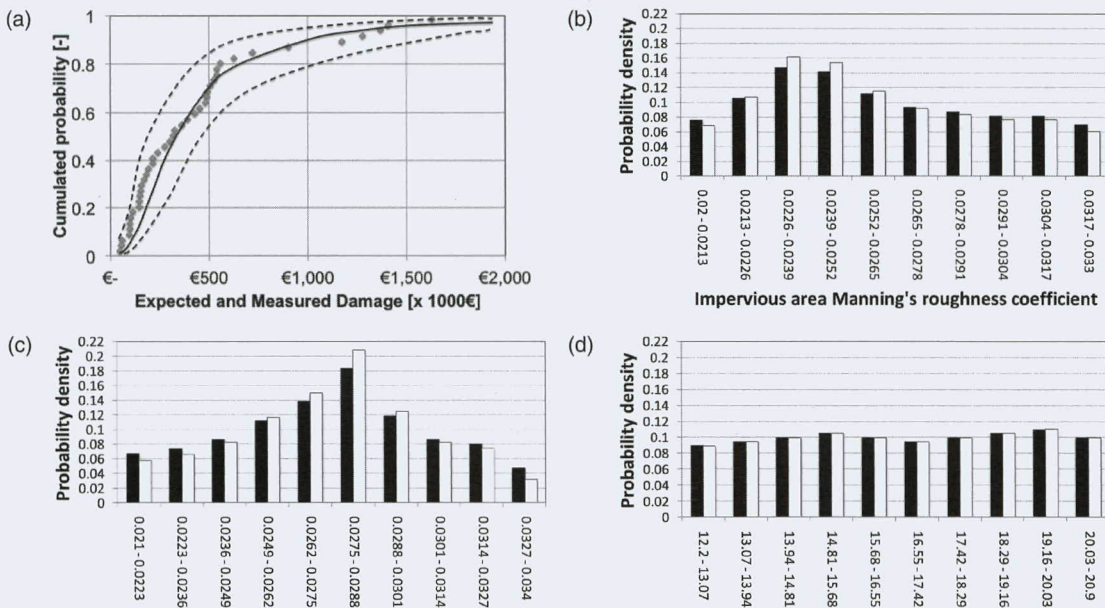 (a)
1
0.8
0.6
0.4
0.2
0
Cumulated probability [-]
€-
€500
€1,000
€1,500
€2,000
Expected and Measured Damage [x 1000€]
(b)
0.22
0.2
0.18
0.16
0.14
0.12
0.1
0.08
0.06
0.04
0.02
0
Probability density
0.02 - 0.0213
0.0213 - 0.0226
0.0226 - 0.0239
0.0239 - 0.0252
0.0252 - 0.0265
0.0265 - 0.0278
0.0278 - 0.0291
0.0291 - 0.0304
0.0304 - 0.0317
0.0317 - 0.033
Impervious area Manning's roughness coefficient
(c)
0.22
0.2
0.18
0.16
0.14
0.12
0.1
0.08
0.06
0.04
0.02
0
Probability density
0.021 - 0.0223
0.0223 - 0.0236
0.0236 - 0.0249
0.0249 - 0.0262
0.0262 - 0.0275
0.0275 - 0.0288
0.0288 - 0.0301
0.0301 - 0.0314
0.0314 - 0.0327
0.0327 - 0.034
(d)
0.22
0.2
0.18
0.16
0.14
0.12
0.1
0.08
0.06
0.04
0.02
0
Probability density
12.2 - 13.07
13.07 - 13.94
13.94 - 14.81
14.81 - 15.68
15.68 - 16.55
16.55 - 17.42
17.42 - 18.29
18.29 - 19.16
19.16 - 20.03
20.03 - 20.9